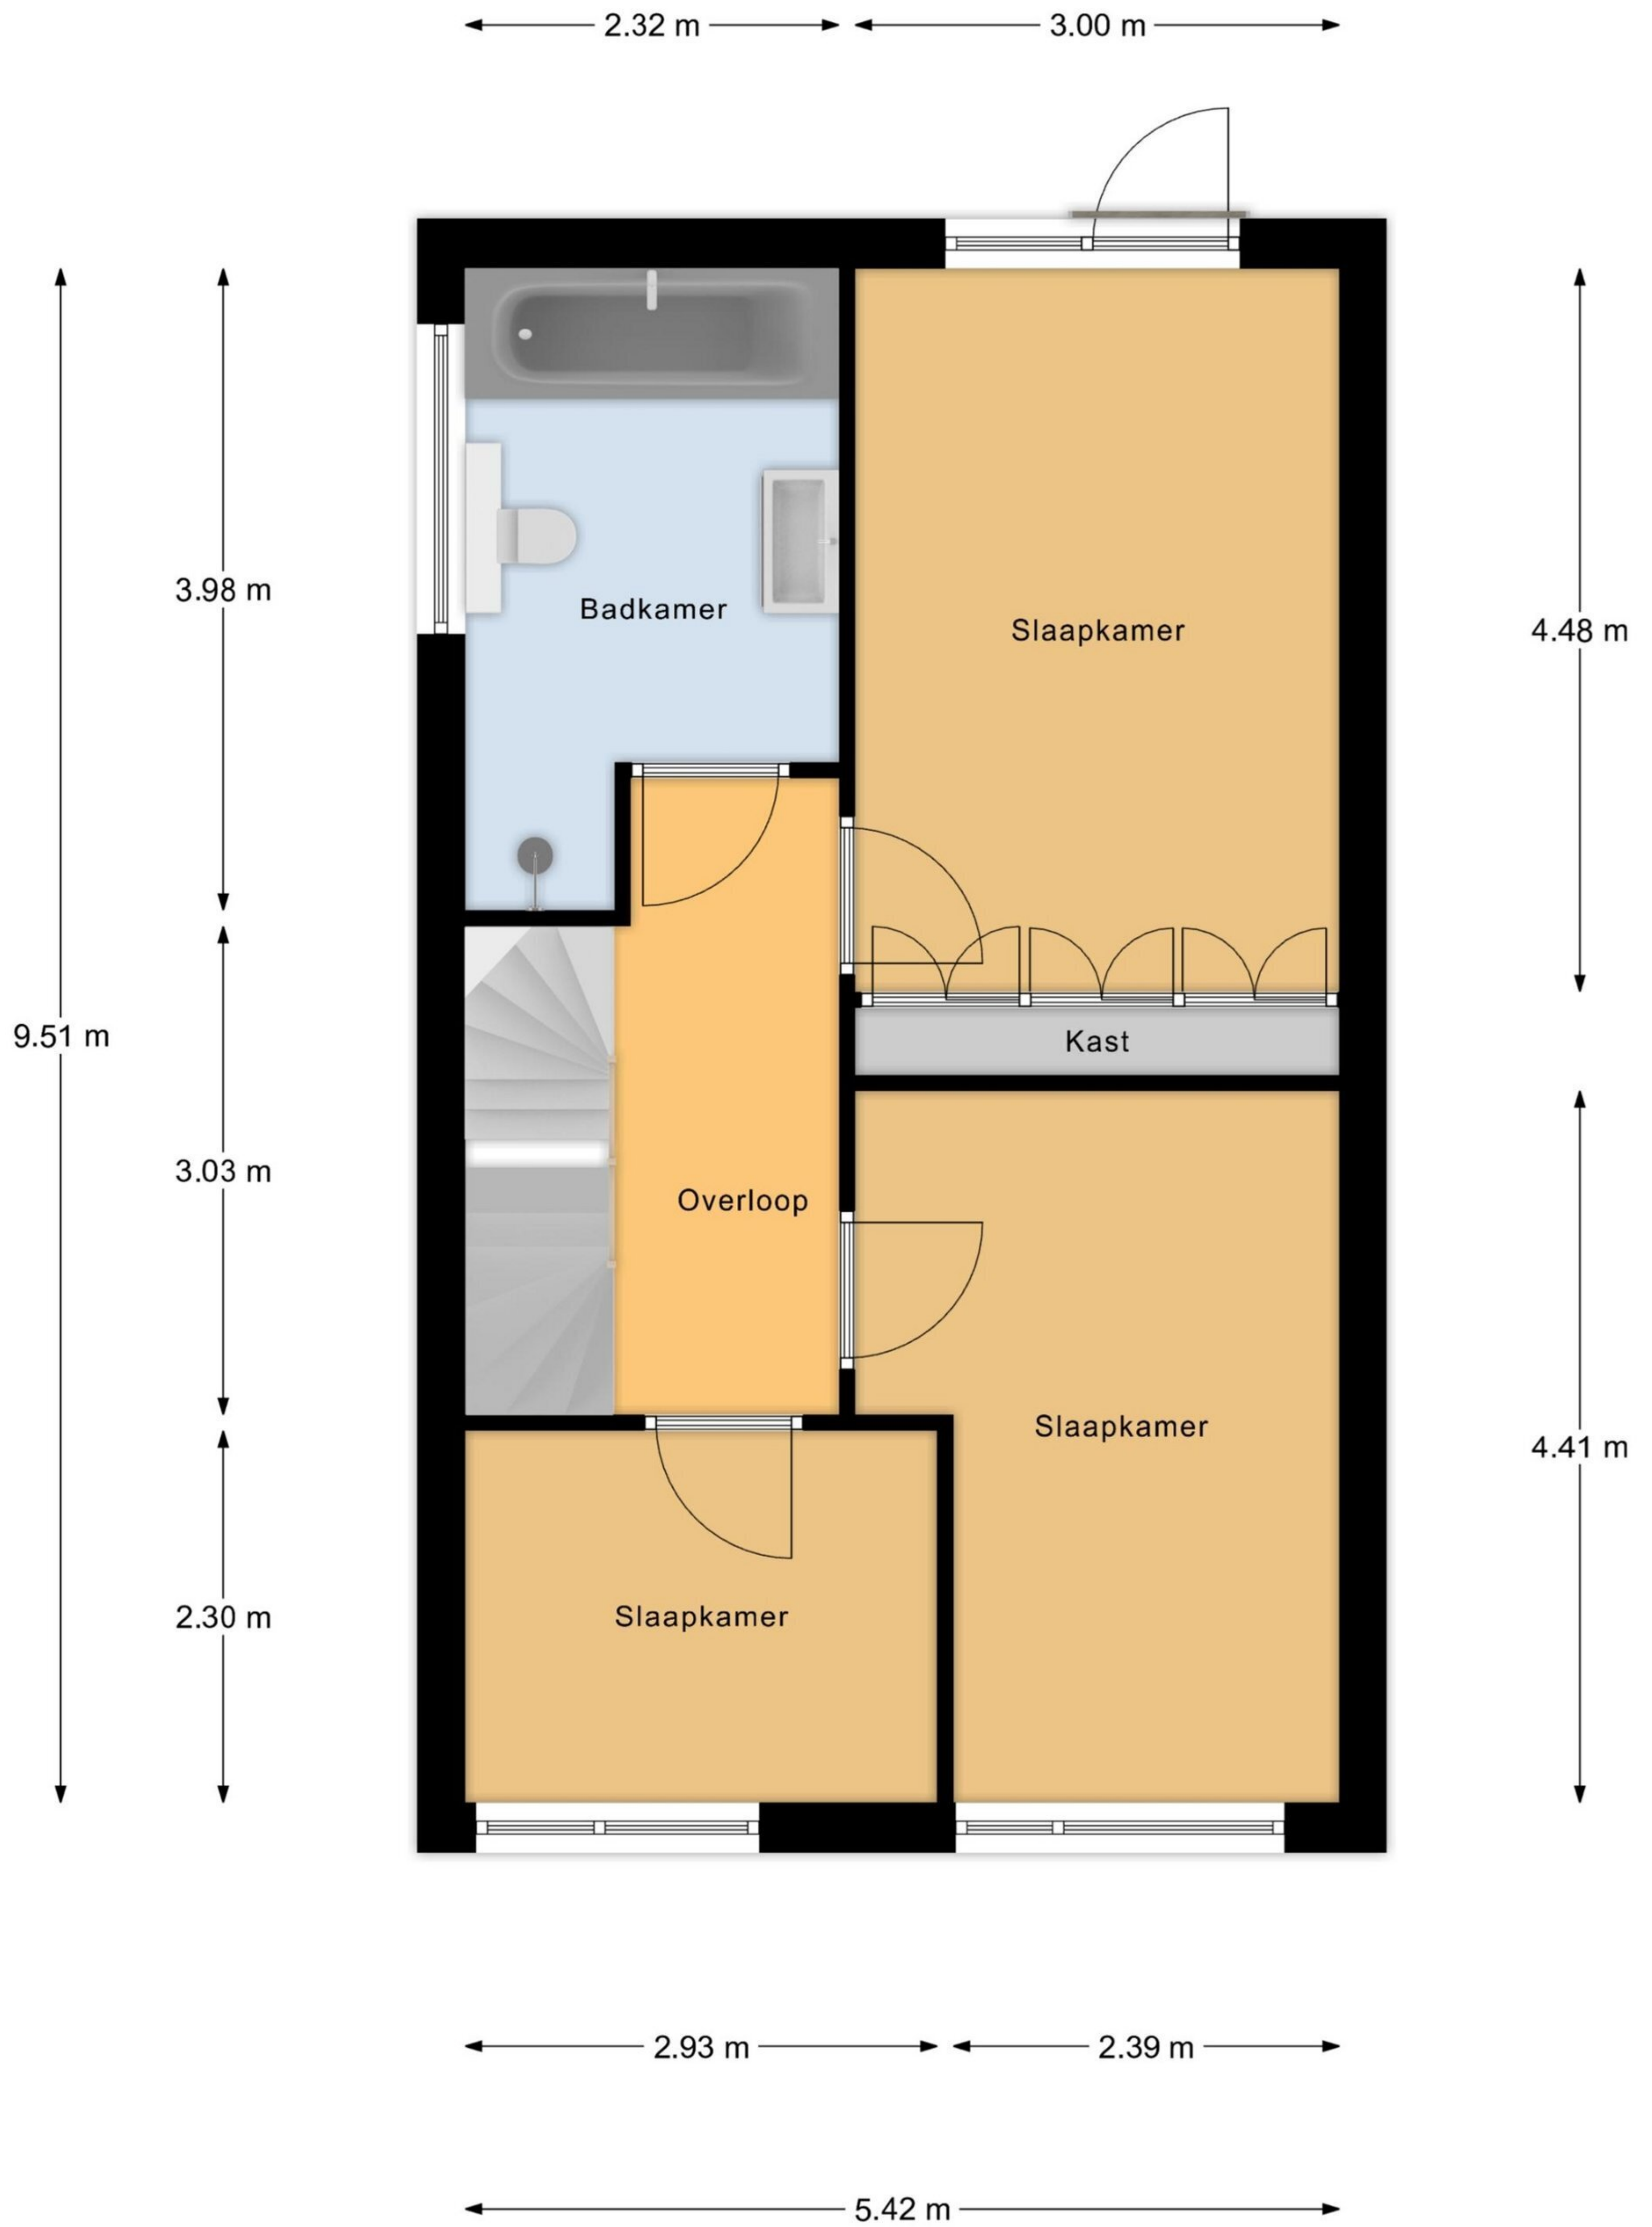 2.32 m
3.00 m
3.98 m
Badkamer
Slaapkamer
4.48 m
9.51 m
Kast
3.03 m
Overloop
Slaapkamer
4.41 m
2.30 m
Slaapkamer
2.93 m
2.39 m
5.42 m